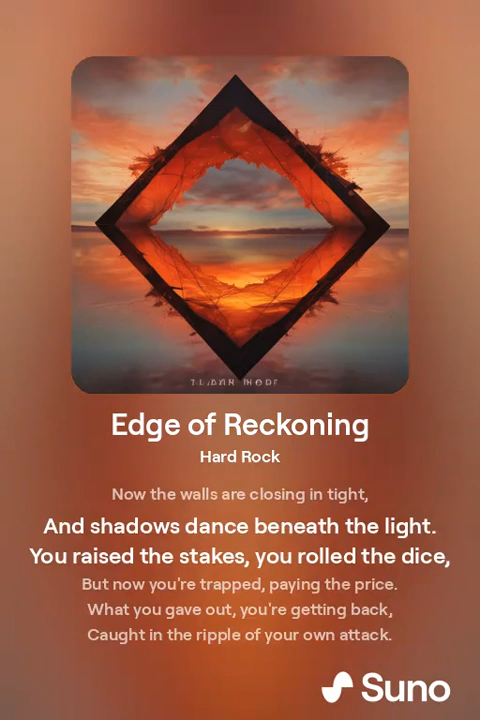 Edge of Reckoning
Hard Rock
Now the walls are closing in tight,
And shadows dance beneath the light.
You raised the stakes, you rolled the dice,
But now you're trapped, paying the price.
What you gave out, you're getting back,
Caught in the ripple of your own attack.
Suno